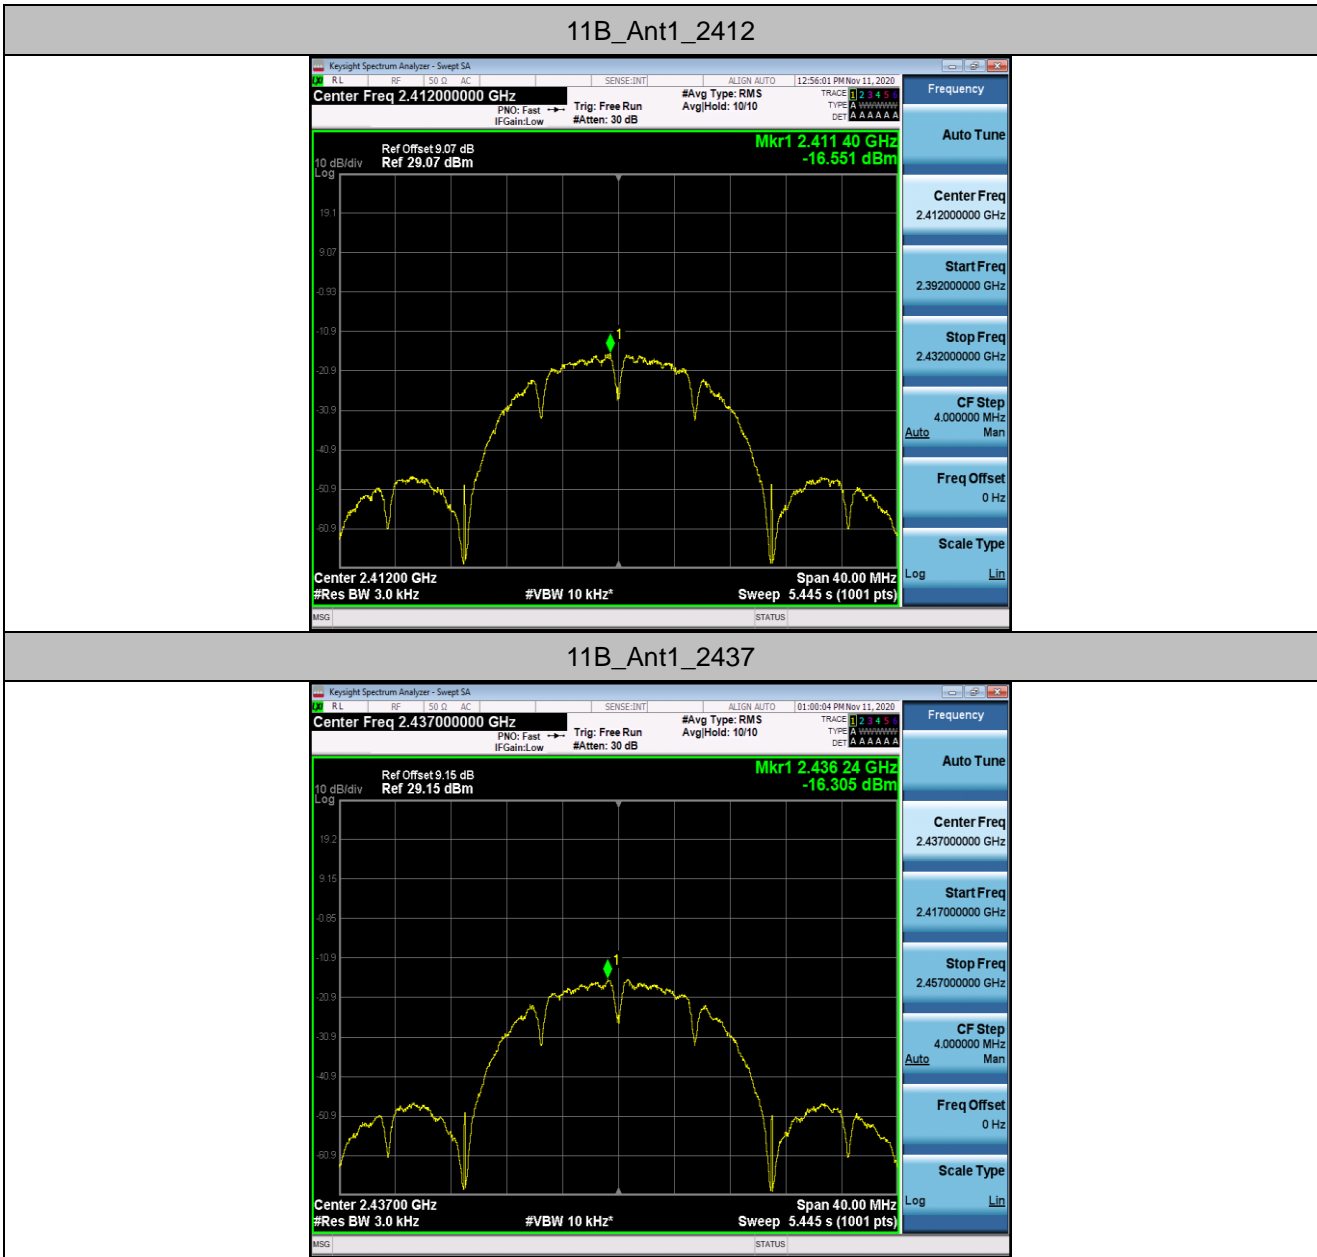 11B_Ant1_2412
Keysight Spectrum Analyzer - Swept SA
RL RF 50 Ω AC SENSE:INT ALIGN AUTO 12:56:01 PM Nov 11, 2020
Center Freq 2.412000000 GHz
PNO: Fast
IFGain:Low
Trig: Free Run
#Atten: 30 dB
#Avg Type: RMS
Avg|Hold: 10/10
TRACE 1 2 3 4 5 6
TYPE A WWWWW
DET A A A A A A
Frequency
Mkr1 2.411 40 GHz
-16.551 dBm
Ref Offset 9.07 dB
10 dB/div Ref 29.07 dBm
Log
19.1
9.07
-0.93
-10.9
-20.9
-30.9
-40.9
-50.9
-60.9
1
Center 2.41200 GHz Span 40.00 MHz
#Res BW 3.0 kHz #VBW 10 kHz* Sweep 5.445 s (1001 pts)
MSG STATUS
Auto Tune
Center Freq
2.412000000 GHz
Start Freq
2.392000000 GHz
Stop Freq
2.432000000 GHz
CF Step
4.000000 MHz
Auto Man
Freq Offset
0 Hz
Scale Type
Log Lin
11B_Ant1_2437
Keysight Spectrum Analyzer - Swept SA
RL RF 50 Ω AC SENSE:INT ALIGN AUTO 01:00:04 PM Nov 11, 2020
Center Freq 2.437000000 GHz
PNO: Fast
IFGain:Low
Trig: Free Run
#Atten: 30 dB
#Avg Type: RMS
Avg|Hold: 10/10
TRACE 1 2 3 4 5 6
TYPE A WWWWW
DET A A A A A A
Frequency
Mkr1 2.436 24 GHz
-16.305 dBm
Ref Offset 9.15 dB
10 dB/div Ref 29.15 dBm
Log
19.2
9.15
-0.85
-10.9
-20.9
-30.9
-40.9
-50.9
-60.9
1
Center 2.43700 GHz Span 40.00 MHz
#Res BW 3.0 kHz #VBW 10 kHz* Sweep 5.445 s (1001 pts)
MSG STATUS
Auto Tune
Center Freq
2.437000000 GHz
Start Freq
2.417000000 GHz
Stop Freq
2.457000000 GHz
CF Step
4.000000 MHz
Auto Man
Freq Offset
0 Hz
Scale Type
Log Lin